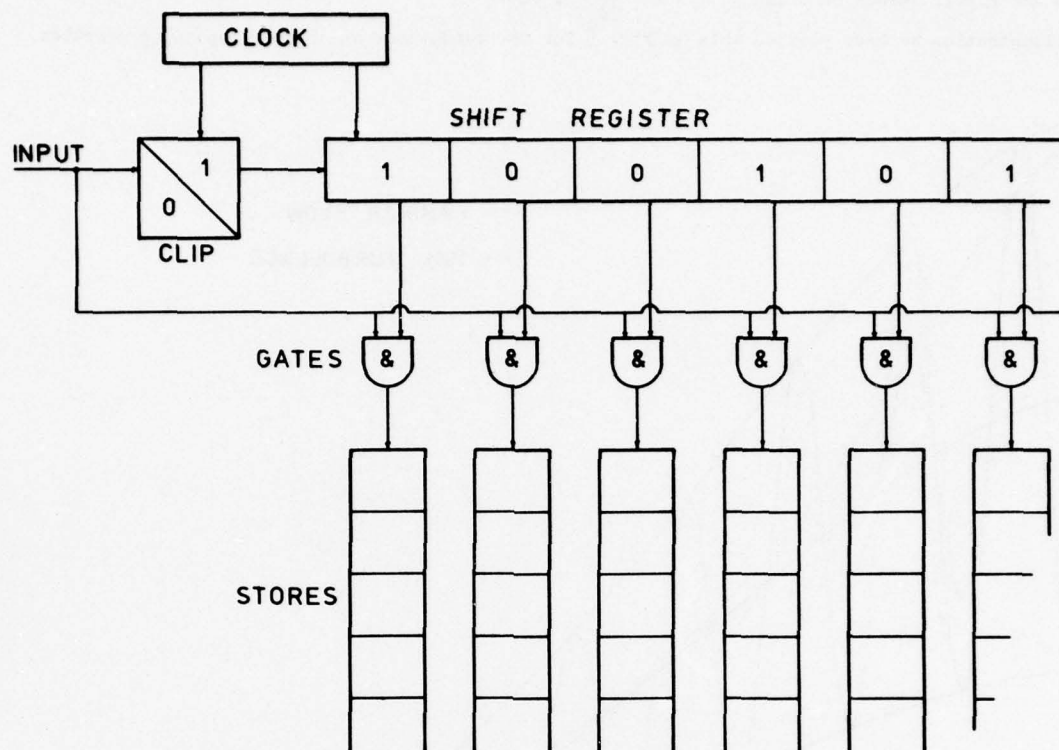 CLOCK
SHIFT REGISTER
INPUT
1
0
CLIP
1 0 0 1 0 1
GATES & & & & & &
STORES